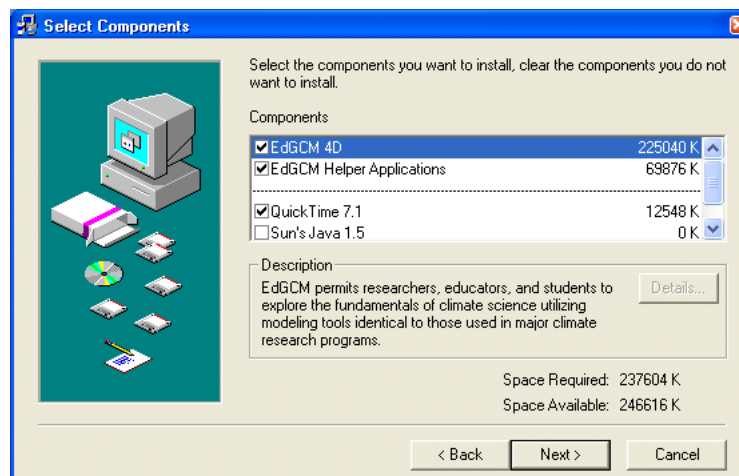 Select Components
Select the components you want to install, clear the components you do not
want to install.
Components
EdGCM 4D 225040 K
EdGCM Helper Applications 69876 K
QuickTime 7.1 12548 K
Sun's Java 1.5 0 K
Description
EdGCM permits researchers, educators, and students to
explore the fundamentals of climate science utilizing
modeling tools identical to those used in major climate
research programs.
Details...
Space Required: 237604 K
Space Available: 246616 K
< Back
Next >
Cancel